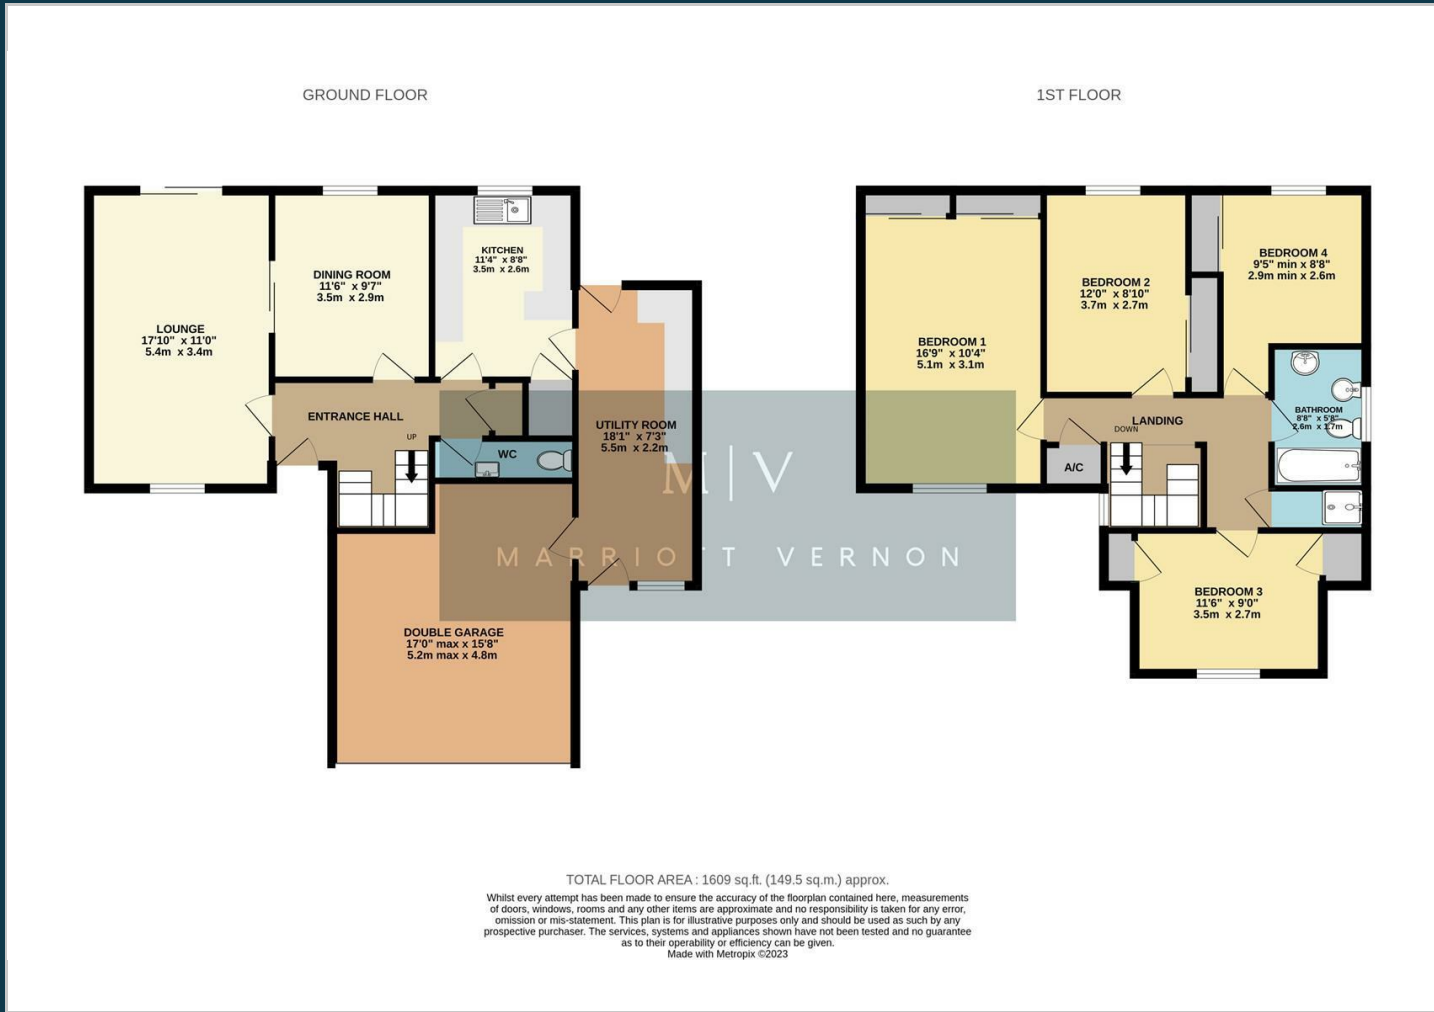 GROUND FLOOR
1ST FLOOR
LOUNGE
17'10" x 11'0"
5.4m x 3.4m
DINING ROOM
11'6" x 9'7"
3.5m x 2.9m
KITCHEN
11'4" x 8'8"
3.5m x 2.6m
ENTRANCE HALL
UP
WC
UTILITY ROOM
18'1" x 7'3"
5.5m x 2.2m
DOUBLE GARAGE
17'0" max x 15'8"
5.2m max x 4.8m
BEDROOM 1
16'9" x 10'4"
5.1m x 3.1m
BEDROOM 2
12'0" x 8'10"
3.7m x 2.7m
BEDROOM 4
9'5" min x 8'8"
2.9m min x 2.6m
BATHROOM
8'8" x 5'8"
2.6m x 1.7m
LANDING
DOWN
A/C
BEDROOM 3
11'6" x 9'0"
3.5m x 2.7m
M | V
MARRIOTT VERNON
TOTAL FLOOR AREA : 1609 sq.ft. (149.5 sq.m.) approx.
Whilst every attempt has been made to ensure the accuracy of the floorplan contained here, measurements
of doors, windows, rooms and any other items are approximate and no responsibility is taken for any error,
omission or mis-statement. This plan is for illustrative purposes only and should be used as such by any
prospective purchaser. The services, systems and appliances shown have not been tested and no guarantee
as to their operability or efficiency can be given.
Made with Metropix ©2023